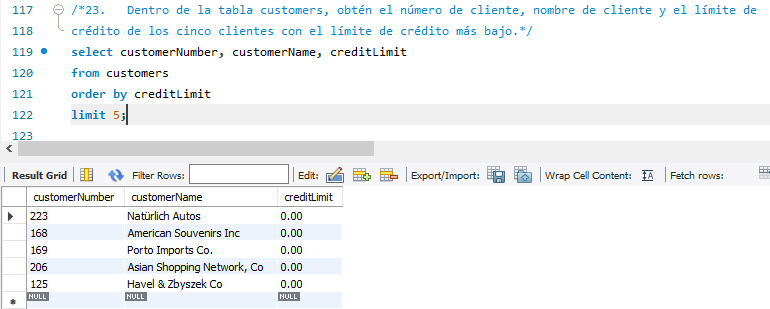 117 /*23. Dentro de la tabla customers, obtén el número de cliente, nombre de cliente y el límite de
118 crédito de los cinco clientes con el límite de crédito más bajo.*/
119 select customerNumber, customerName, creditLimit
120 from customers
121 order by creditLimit
122 limit 5;
123
Result Grid Filter Rows: Edit: Export/Import: Wrap Cell Content: IA Fetch rows:
customerNumber customerName creditLimit
223 Natürlich Autos 0.00
168 American Souvenirs Inc 0.00
169 Porto Imports Co. 0.00
206 Asian Shopping Network, Co 0.00
125 Havel & Zbyszek Co 0.00
NULL NULL NULL